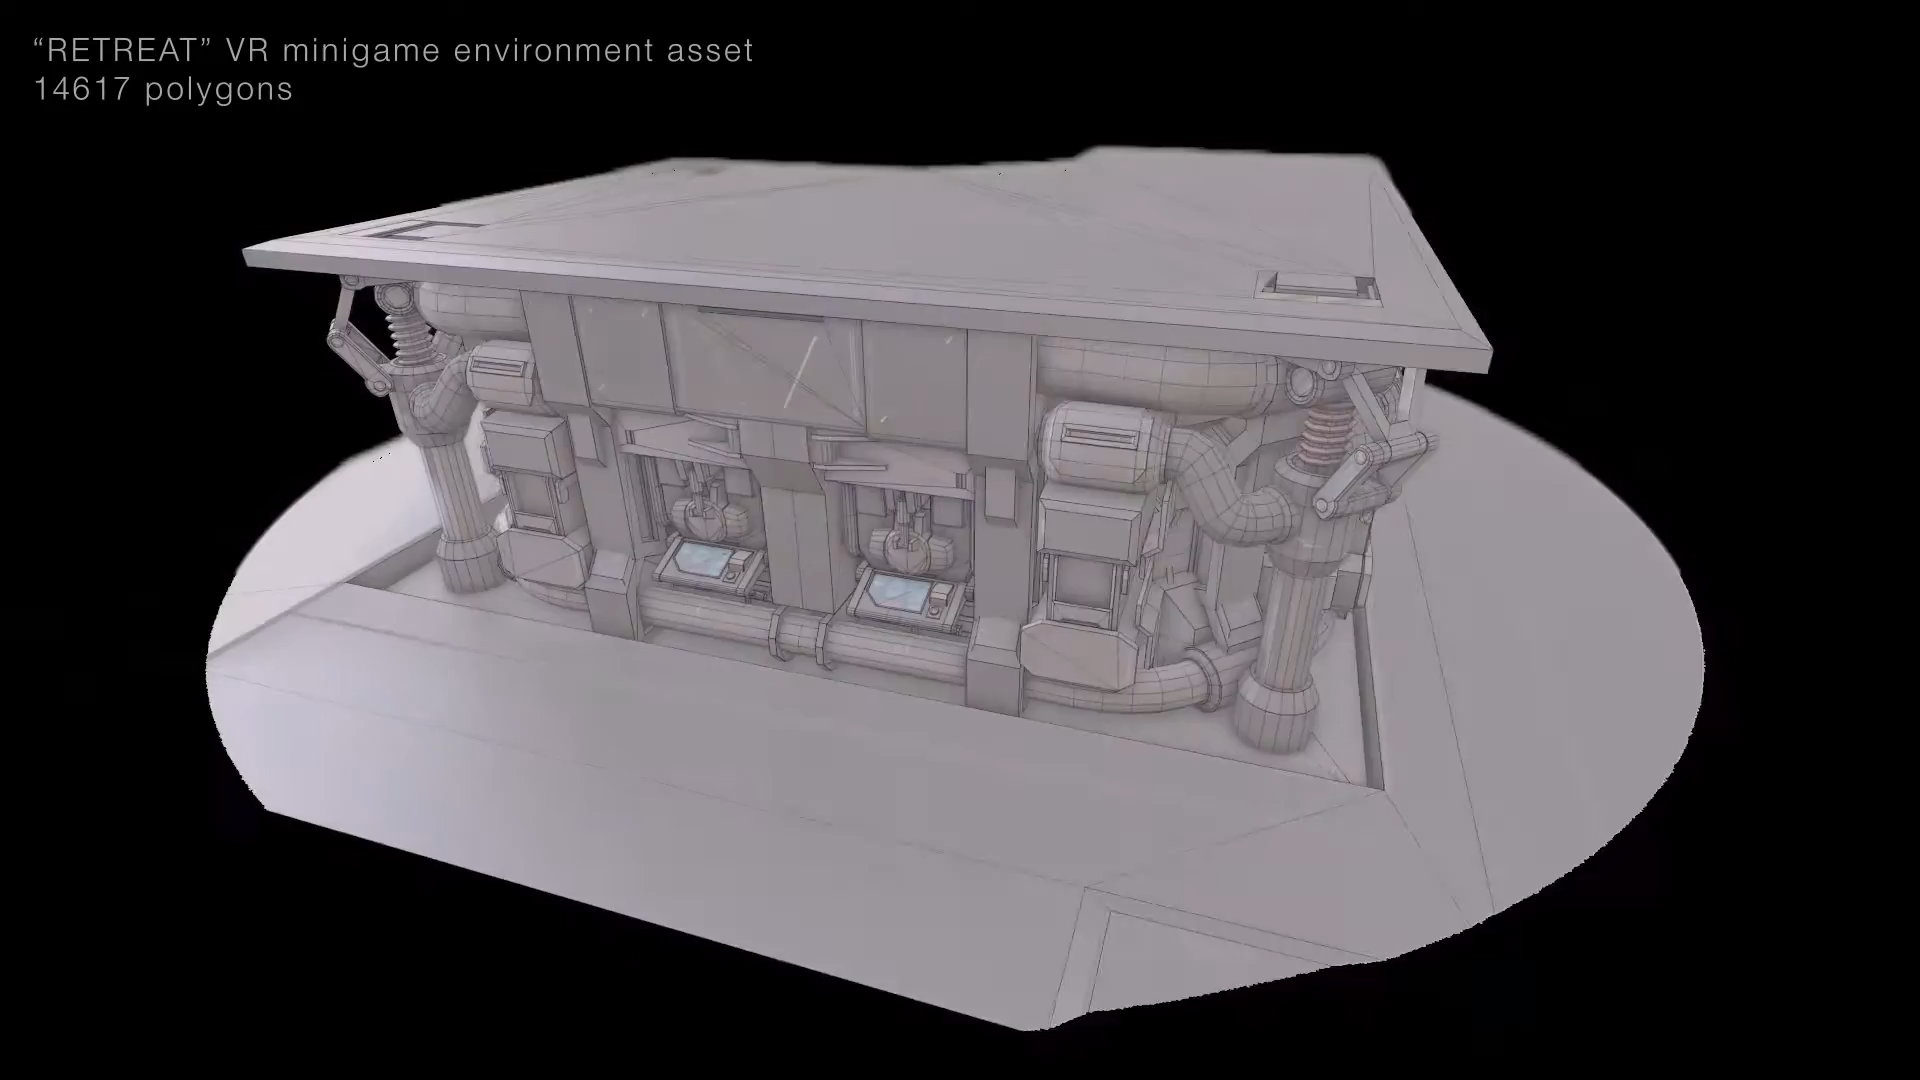 “RETREAT” VR minigame environment asset
14617 polygons